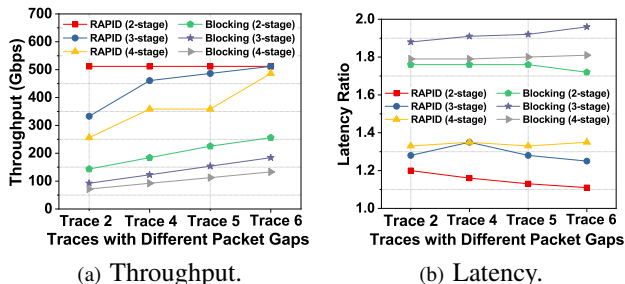 700
600
500
400
300
200
100
0
Throughput (Gbps)
RAPID (2-stage)
RAPID (3-stage)
RAPID (4-stage)
Blocking (2-stage)
Blocking (3-stage)
Blocking (4-stage)
Trace 2 Trace 4 Trace 5 Trace 6
Traces with Different Packet Gaps
(a) Throughput.
2.0
1.8
1.6
1.4
1.2
1.0
Latency Ratio
RAPID (2-stage)
RAPID (3-stage)
RAPID (4-stage)
Blocking (2-stage)
Blocking (3-stage)
Blocking (4-stage)
Trace 2 Trace 4 Trace 5 Trace 6
Traces with Different Packet Gaps
(b) Latency.